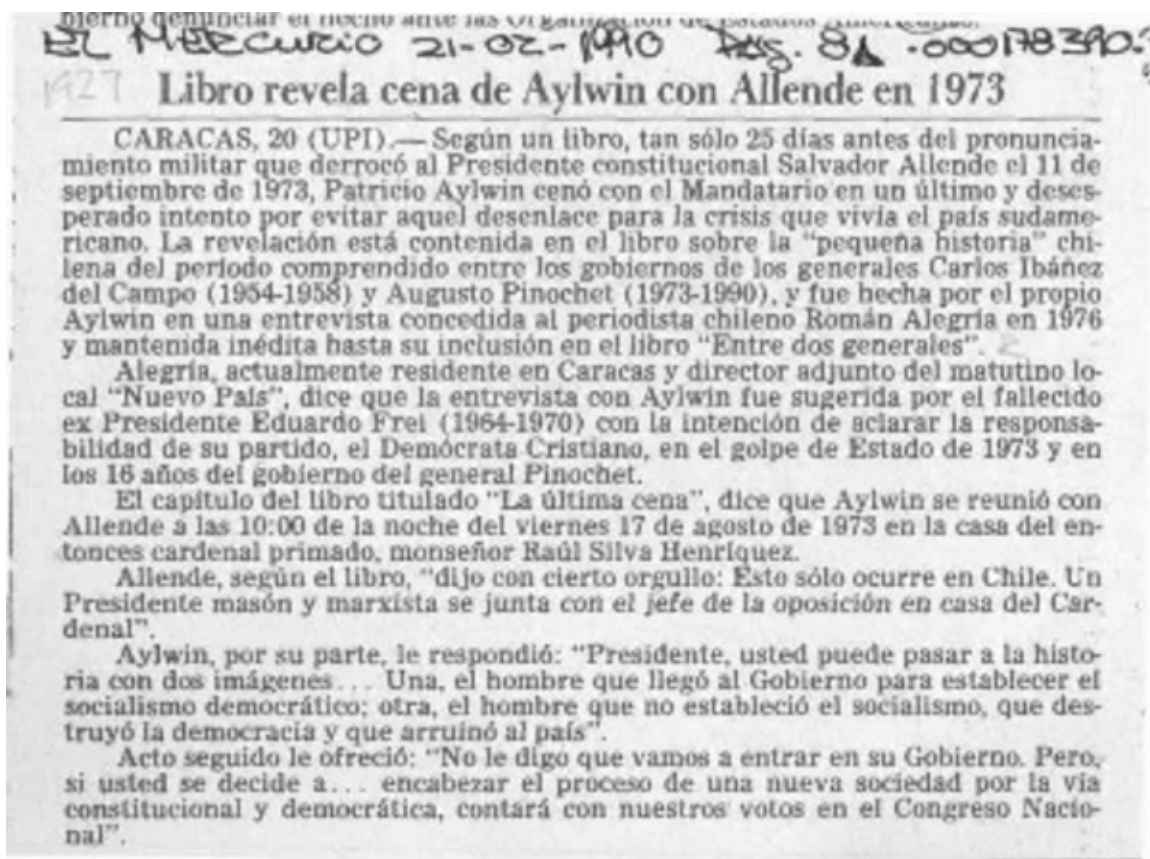 bierno denunciar el hecho ante las Organización de Estados Americanos.
EL MERCURIO 21-02-1990 Pág. 8A .000178390.
1927 Libro revela cena de Aylwin con Allende en 1973
CARACAS, 20 (UPI).— Según un libro, tan sólo 25 días antes del pronuncia-
miento militar que derrocó al Presidente constitucional Salvador Allende el 11 de
septiembre de 1973, Patricio Aylwin cenó con el Mandatario en un último y deses-
perado intento por evitar aquel desenlace para la crisis que vivía el país sudame-
ricano. La revelación está contenida en el libro sobre la "pequeña historia" chi-
lena del período comprendido entre los gobiernos de los generales Carlos Ibáñez
del Campo (1954-1958) y Augusto Pinochet (1973-1990), y fue hecha por el propio
Aylwin en una entrevista concedida al periodista chileno Román Alegría en 1976
y mantenida inédita hasta su inclusión en el libro "Entre dos generales".
Alegría, actualmente residente en Caracas y director adjunto del matutino lo-
cal "Nuevo País", dice que la entrevista con Aylwin fue sugerida por el fallecido
ex Presidente Eduardo Frei (1964-1970) con la intención de aclarar la responsa-
bilidad de su partido, el Demócrata Cristiano, en el golpe de Estado de 1973 y en
los 16 años del gobierno del general Pinochet.
El capítulo del libro titulado "La última cena", dice que Aylwin se reunió con
Allende a las 10:00 de la noche del viernes 17 de agosto de 1973 en la casa del en-
tonces cardenal primado, monseñor Raúl Silva Henríquez.
Allende, según el libro, "dijo con cierto orgullo: Esto sólo ocurre en Chile. Un
Presidente masón y marxista se junta con el jefe de la oposición en casa del Car-
denal".
Aylwin, por su parte, le respondió: "Presidente, usted puede pasar a la histo-
ria con dos imágenes... Una, el hombre que llegó al Gobierno para establecer el
socialismo democrático; otra, el hombre que no estableció el socialismo, que des-
truyó la democracia y que arruinó al país".
Acto seguido le ofreció: "No le digo que vamos a entrar en su Gobierno. Pero,
si usted se decide a... encabezar el proceso de una nueva sociedad por la vía
constitucional y democrática, contará con nuestros votos en el Congreso Nacio-
nal".